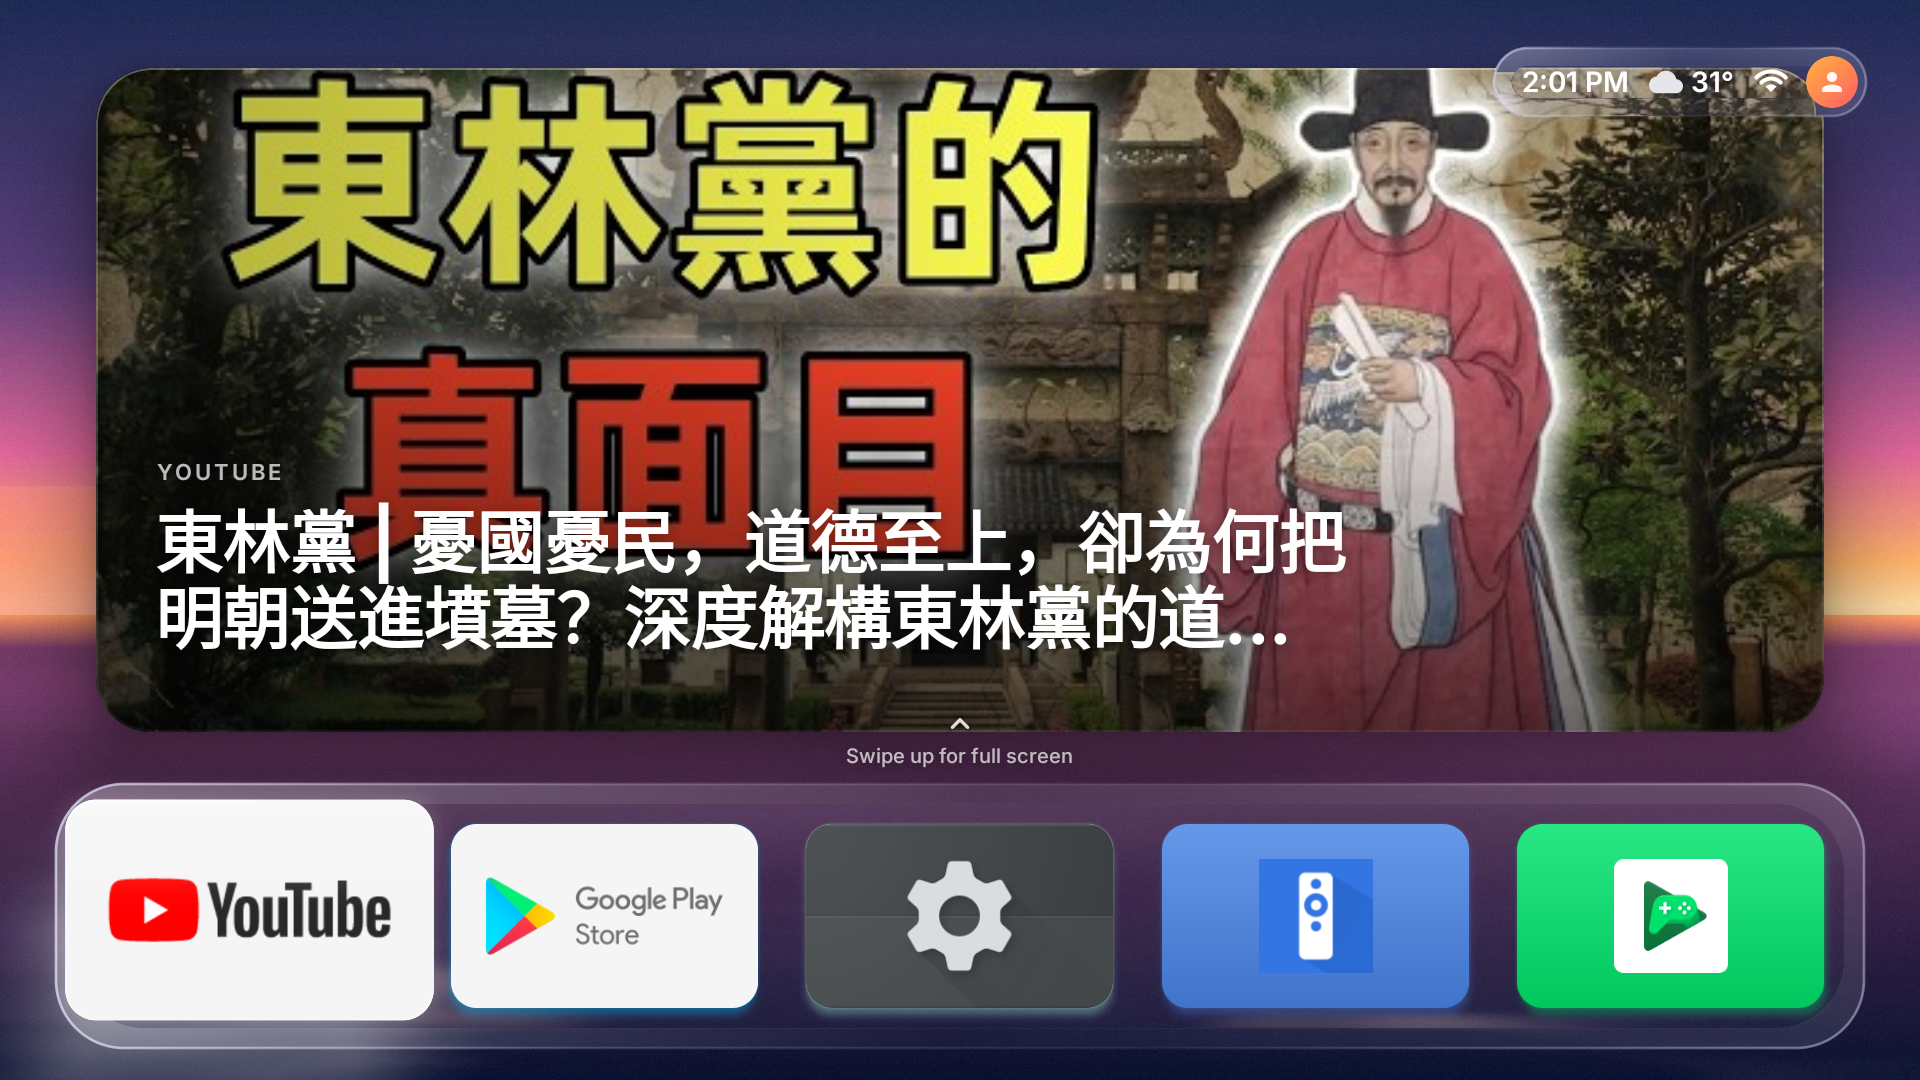 2:01 PM 31°
東林黨的
真面目
YOUTUBE
東林黨｜憂國憂民，道德至上，卻為何把
明朝送進墳墓？深度解構東林黨的道...
Swipe up for full screen
YouTube
Google Play
Store